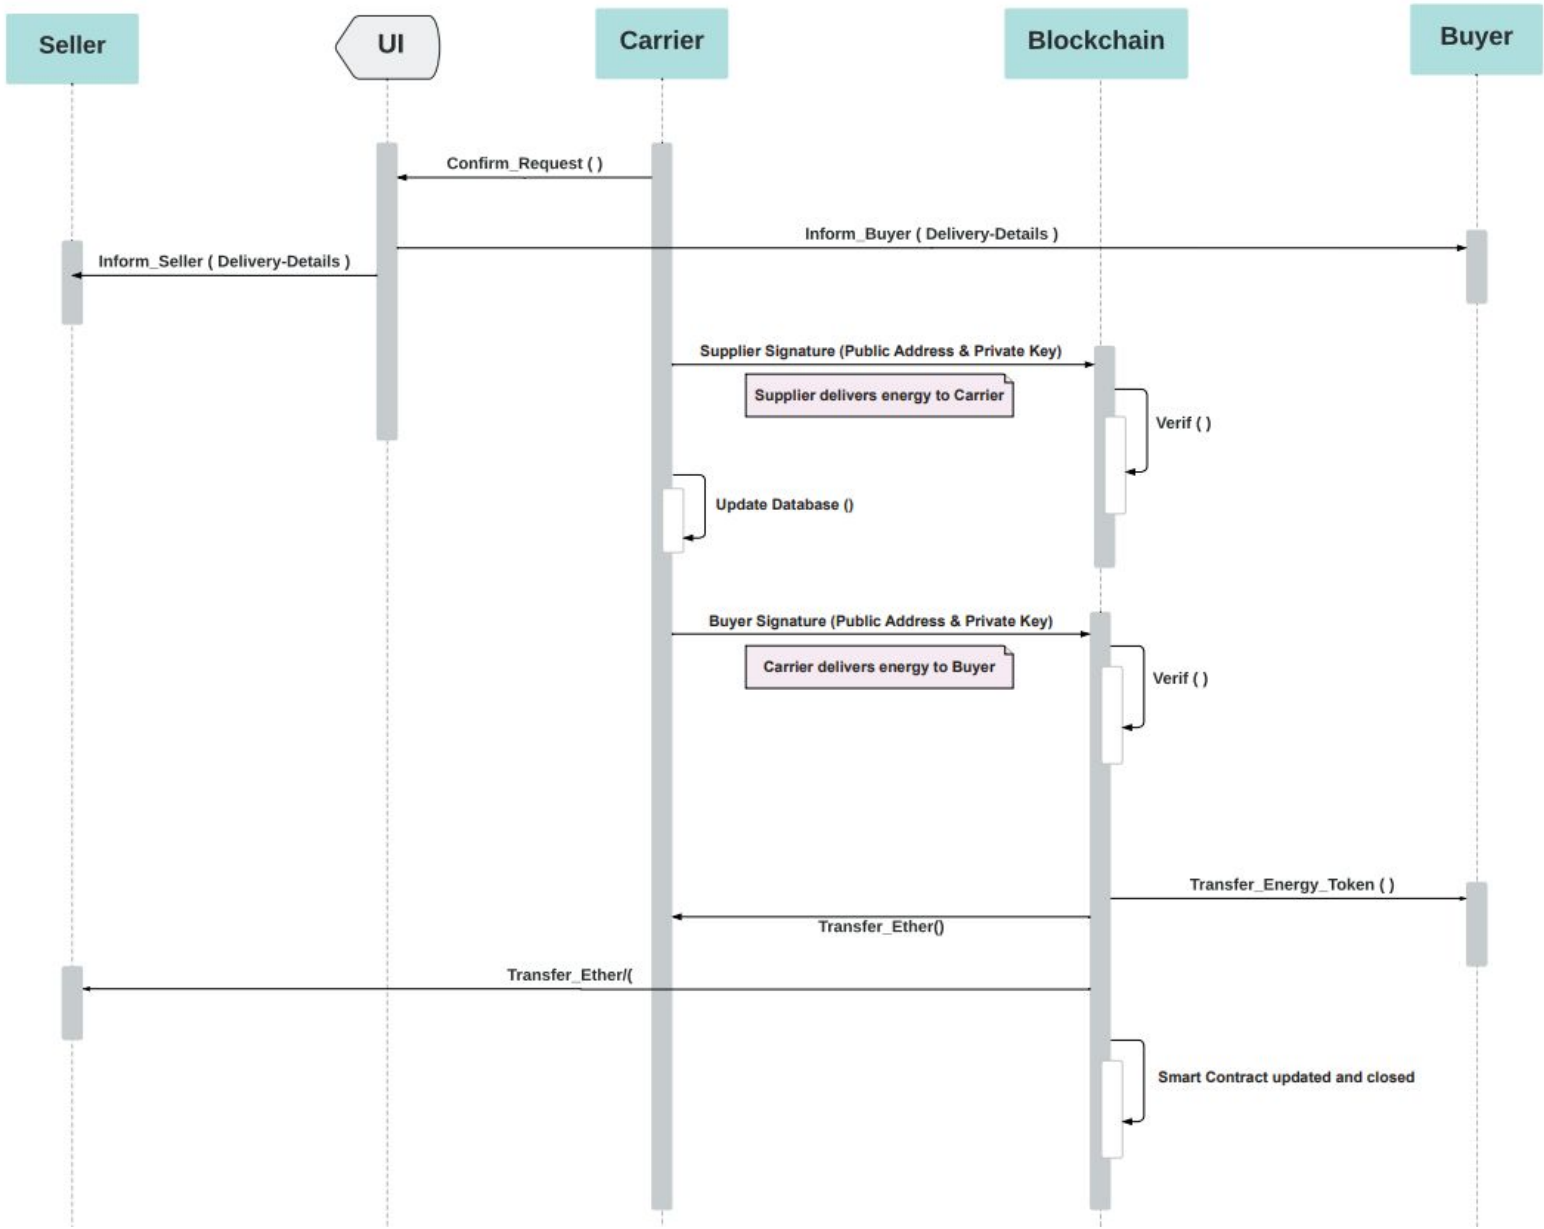 Seller
UI
Carrier
Blockchain
Buyer
Confirm_Request ( )
Inform_Buyer ( Delivery-Details )
Inform_Seller ( Delivery-Details )
Supplier Signature (Public Address & Private Key)
Supplier delivers energy to Carrier
Verif ( )
Update Database ()
Buyer Signature (Public Address & Private Key)
Carrier delivers energy to Buyer
Verif ( )
Transfer_Energy_Token ( )
Transfer_Ether()
Transfer_Ether/(
Smart Contract updated and closed